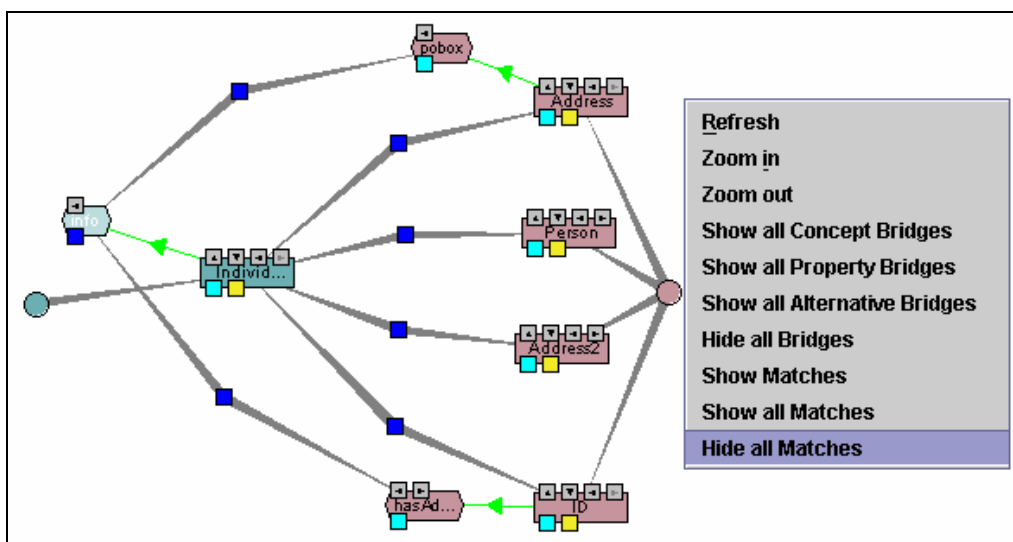 pobox
Address
info
Individ...
Person
Address2
hasAd...
ID
Refresh
Zoom in
Zoom out
Show all Concept Bridges
Show all Property Bridges
Show all Alternative Bridges
Hide all Bridges
Show Matches
Show all Matches
Hide all Matches